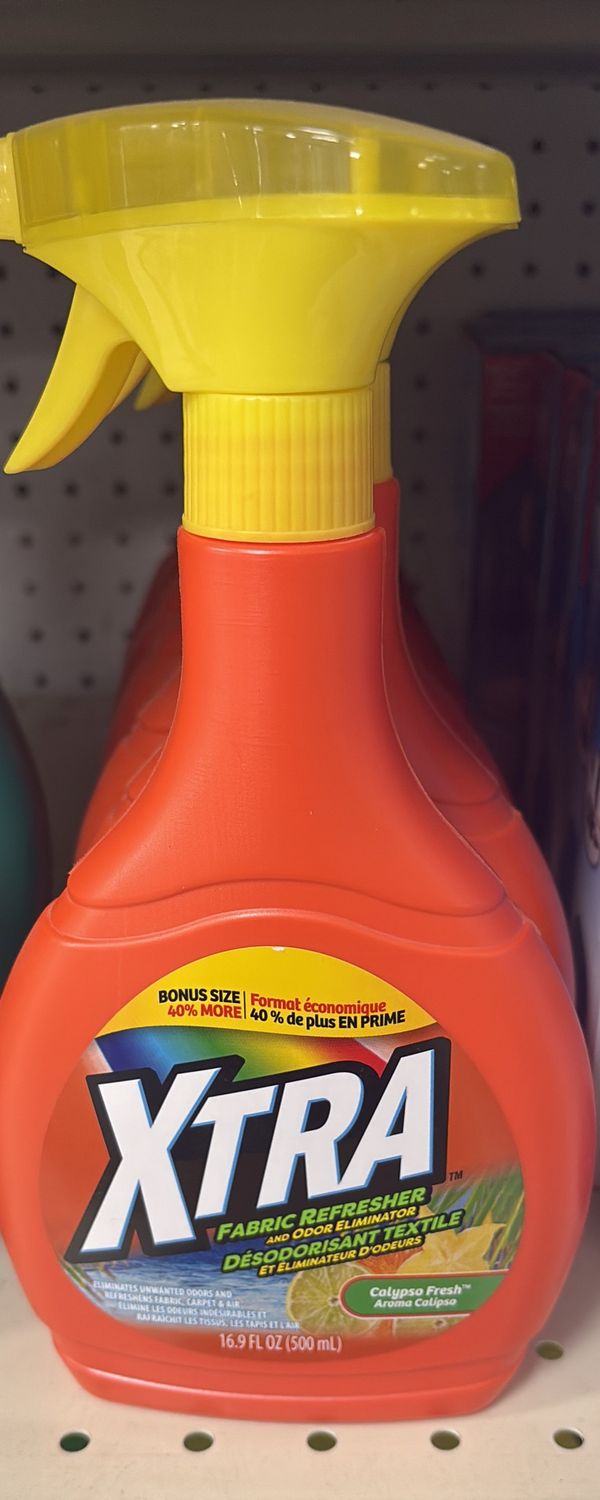 BONUS SIZE
40% MORE
Format économique
40 % de plus EN PRIME
XTRA™
FABRIC REFRESHER
AND ODOR ELIMINATOR
DÉSODORISANT TEXTILE
ET ÉLIMINATEUR D'ODEURS
Calypso Fresh™
Aroma Calipso
ELIMINATES UNWANTED ODORS AND
REFRESHENS FABRIC, CARPET & AIR
ÉLIMINE LES ODEURS INDÉSIRABLES ET
RAFRAÎCHIT LES TISSUS, LES TAPIS ET L'AIR
16.9 FL OZ (500 mL)